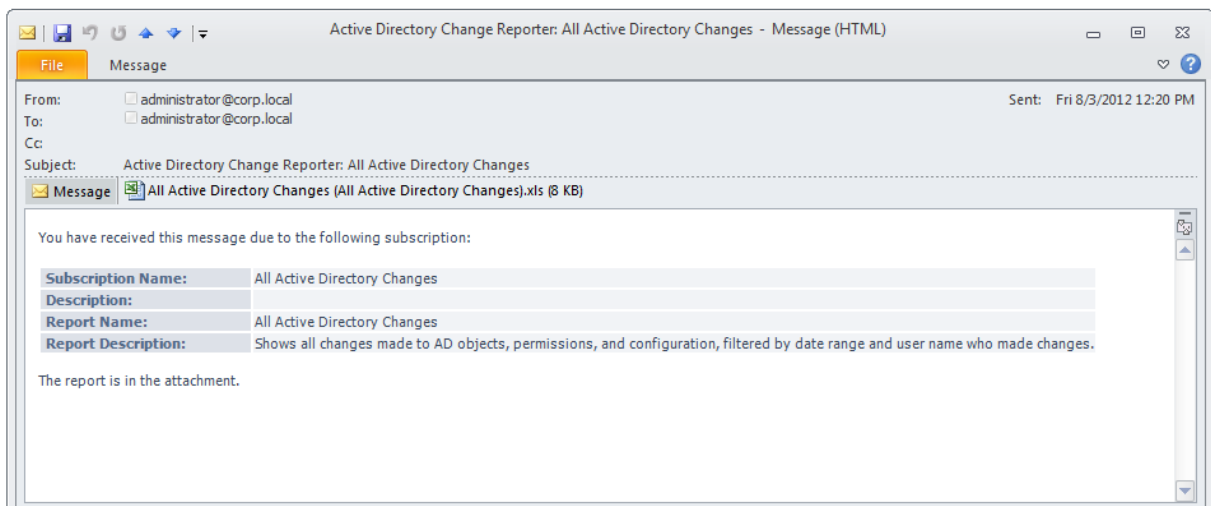 Active Directory Change Reporter: All Active Directory Changes - Message (HTML)
File Message
From: administrator@corp.local Sent: Fri 8/3/2012 12:20 PM
To: administrator@corp.local
Cc:
Subject: Active Directory Change Reporter: All Active Directory Changes
Message All Active Directory Changes (All Active Directory Changes).xls (8 KB)
You have received this message due to the following subscription:
Subscription Name: All Active Directory Changes
Description:
Report Name: All Active Directory Changes
Report Description: Shows all changes made to AD objects, permissions, and configuration, filtered by date range and user name who made changes.
The report is in the attachment.